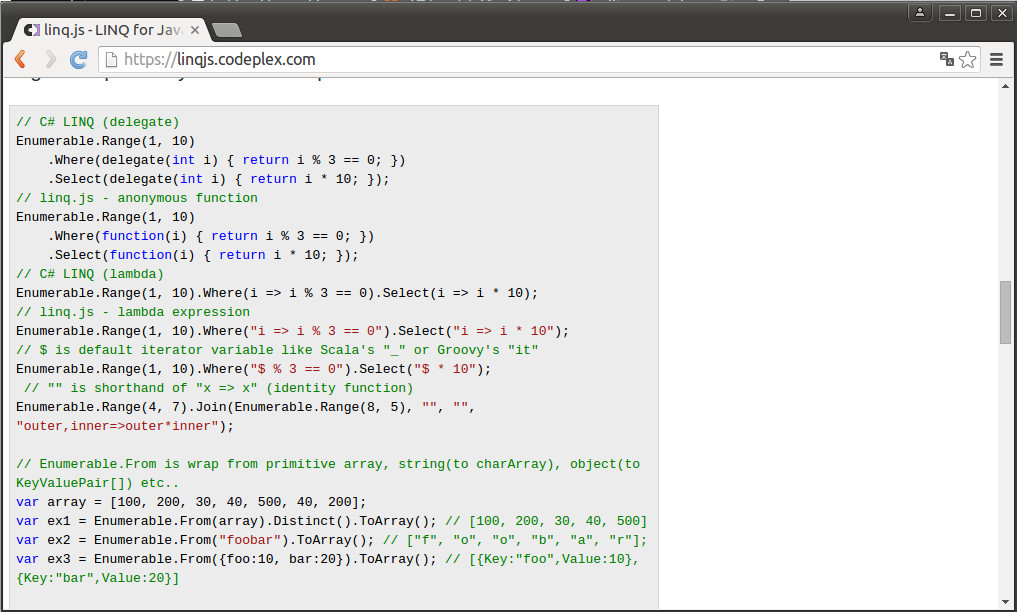 linq.js - LINQ for Jav
https://linqjs.codeplex.com
// C# LINQ (delegate)
Enumerable.Range(1, 10)
    .Where(delegate(int i) { return i % 3 == 0; })
    .Select(delegate(int i) { return i * 10; });
// linq.js - anonymous function
Enumerable.Range(1, 10)
    .Where(function(i) { return i % 3 == 0; })
    .Select(function(i) { return i * 10; });
// C# LINQ (lambda)
Enumerable.Range(1, 10).Where(i => i % 3 == 0).Select(i => i * 10);
// linq.js - lambda expression
Enumerable.Range(1, 10).Where("i => i % 3 == 0").Select("i => i * 10");
// $ is default iterator variable like Scala's "_" or Groovy's "it"
Enumerable.Range(1, 10).Where("$ % 3 == 0").Select("$ * 10");
 // "" is shorthand of "x => x" (identity function)
Enumerable.Range(4, 7).Join(Enumerable.Range(8, 5), "", "",
"outer,inner=>outer*inner");

// Enumerable.From is wrap from primitive array, string(to charArray), object(to
KeyValuePair[]) etc..
var array = [100, 200, 30, 40, 500, 40, 200];
var ex1 = Enumerable.From(array).Distinct().ToArray(); // [100, 200, 30, 40, 500]
var ex2 = Enumerable.From("foobar").ToArray(); // ["f", "o", "o", "b", "a", "r"];
var ex3 = Enumerable.From({foo:10, bar:20}).ToArray(); // [{Key:"foo",Value:10},
{Key:"bar",Value:20}]